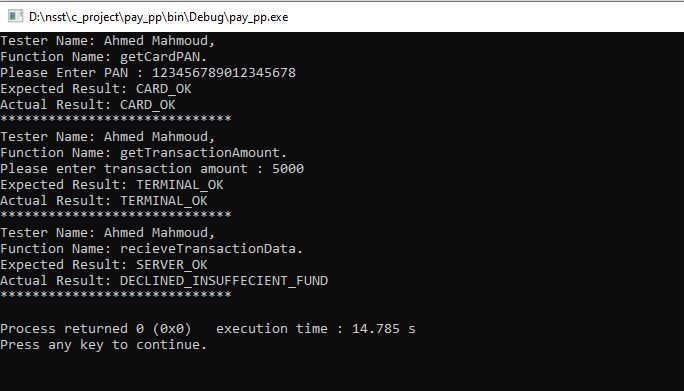 D:\nsst\c_project\pay_pp\bin\Debug\pay_pp.exe
Tester Name: Ahmed Mahmoud,
Function Name: getCardPAN.
Please Enter PAN : 123456789012345678
Expected Result: CARD_OK
Actual Result: CARD_OK
*****************************
Tester Name: Ahmed Mahmoud,
Function Name: getTransactionAmount.
Please enter transaction amount : 5000
Expected Result: TERMINAL_OK
Actual Result: TERMINAL_OK
*****************************
Tester Name: Ahmed Mahmoud,
Function Name: recieveTransactionData.
Expected Result: SERVER_OK
Actual Result: DECLINED_INSUFFECIENT_FUND
*****************************
Process returned 0 (0x0)   execution time : 14.785 s
Press any key to continue.